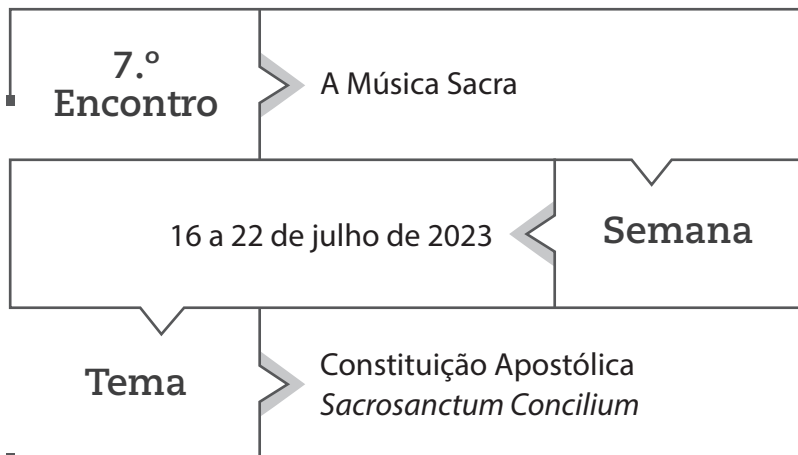 7.º
Encontro
A Música Sacra
16 a 22 de julho de 2023
Semana
Tema
Constituição Apostólica
Sacrosanctum Concilium